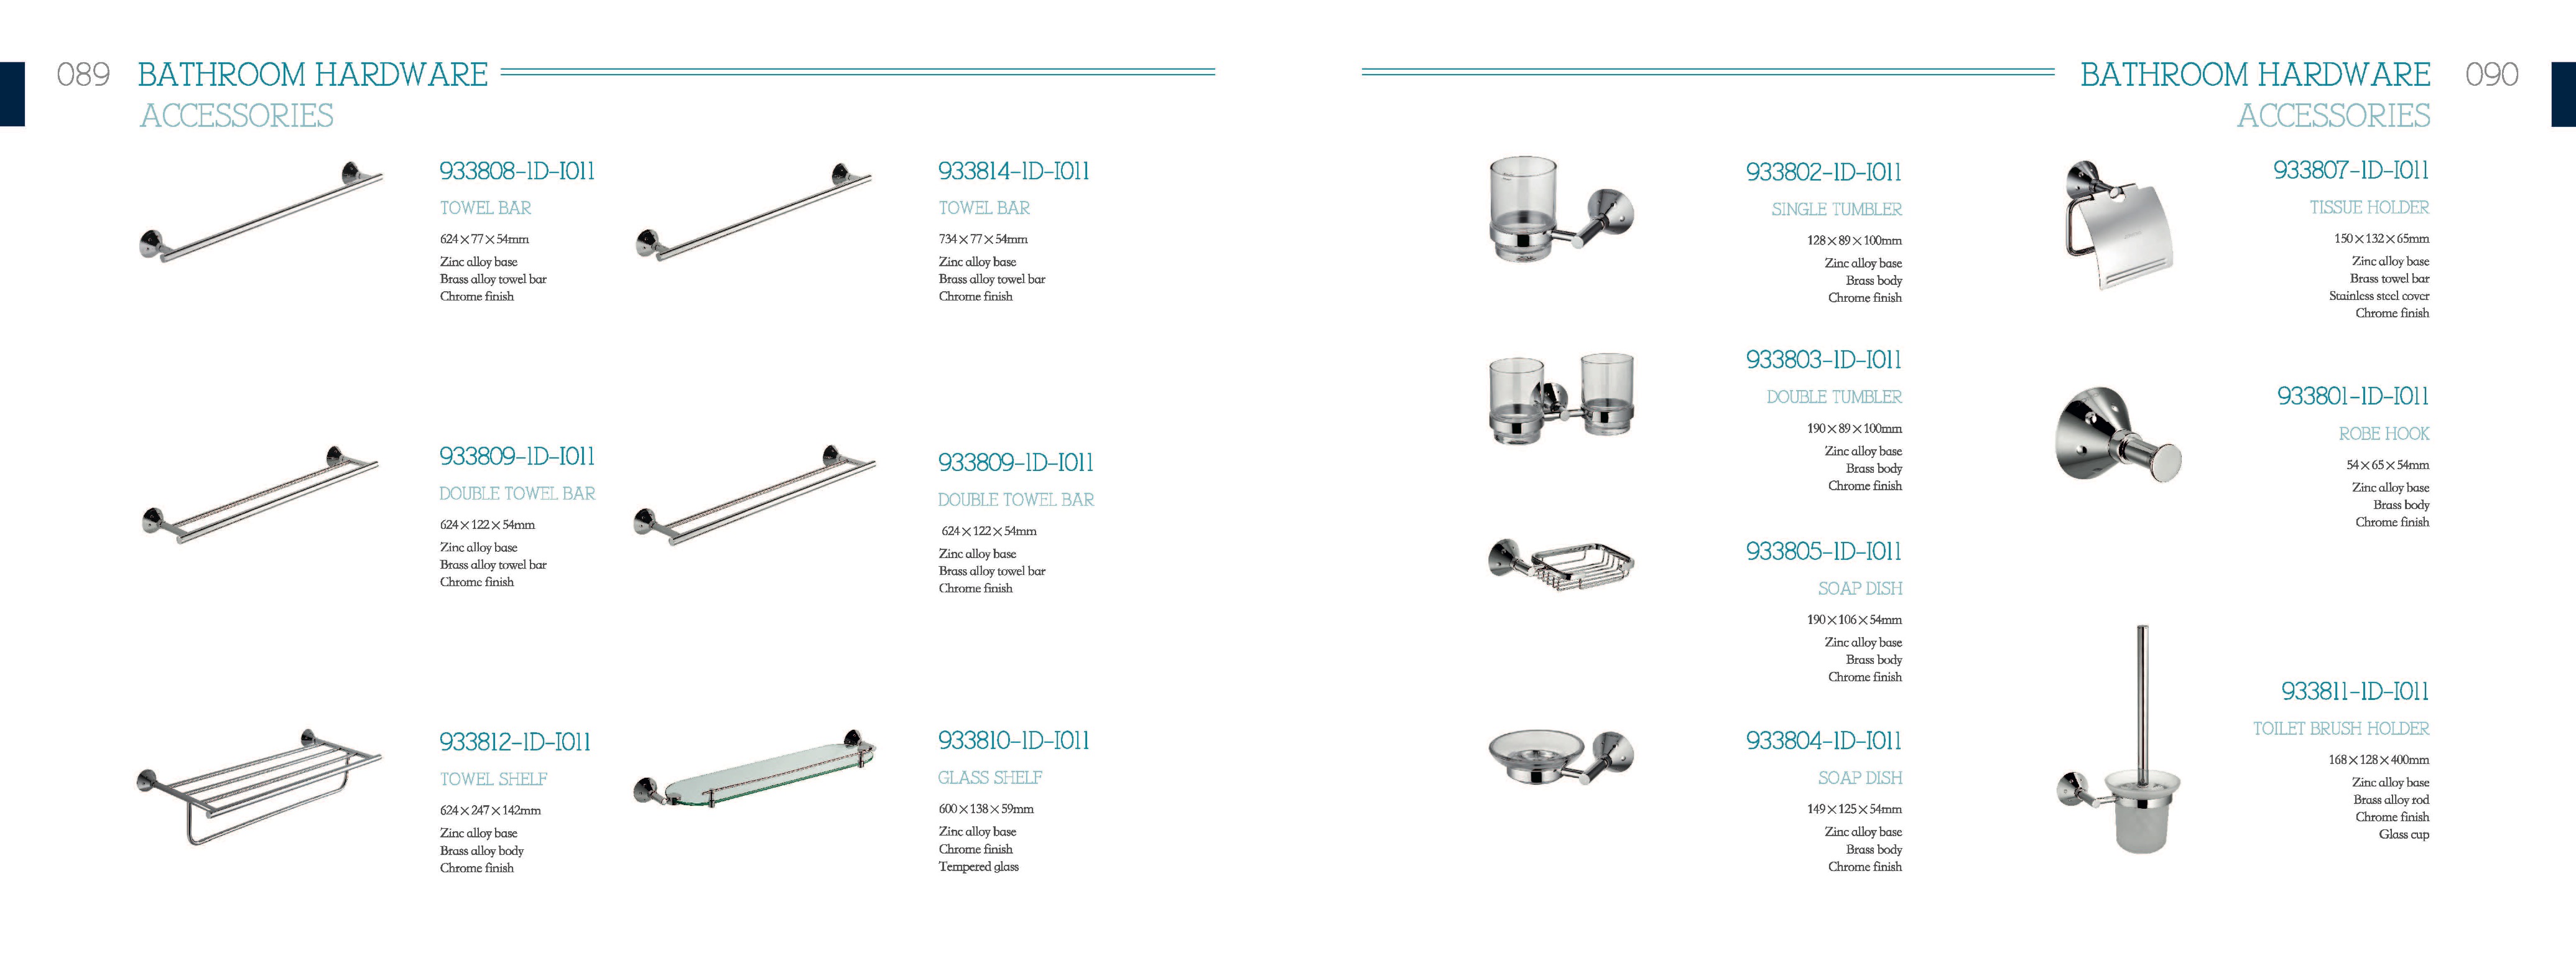 089
BATHROOM HARDWARE
ACCESSORIES
933808-1D-I011
TOWEL BAR
624×77×54mm
Zinc alloy base
Brass alloy towel bar
Chrome finish
933814-1D-I011
TOWEL BAR
734×77×54mm
Zinc alloy base
Brass alloy towel bar
Chrome finish
933809-1D-I011
DOUBLE TOWEL BAR
624×122×54mm
Zinc alloy base
Brass alloy towel bar
Chrome finish
933809-1D-I011
DOUBLE TOWEL BAR
624×122×54mm
Zinc alloy base
Brass alloy towel bar
Chrome finish
933812-1D-I011
TOWEL SHELF
624×247×142mm
Zinc alloy base
Brass alloy body
Chrome finish
933810-1D-I011
GLASS SHELF
600×138×59mm
Zinc alloy base
Chrome finish
Tempered glass
BATHROOM HARDWARE
090
ACCESSORIES
933802-1D-I011
SINGLE TUMBLER
128×89×100mm
Zinc alloy base
Brass body
Chrome finish
933803-1D-I011
DOUBLE TUMBLER
190×89×100mm
Zinc alloy base
Brass body
Chrome finish
933805-1D-I011
SOAP DISH
190×106×54mm
Zinc alloy base
Brass body
Chrome finish
933804-1D-I011
SOAP DISH
149×125×54mm
Zinc alloy base
Brass body
Chrome finish
933807-1D-I011
TISSUE HOLDER
150×132×65mm
Zinc alloy base
Brass towel bar
Stainless steel cover
Chrome finish
933801-1D-I011
ROBE HOOK
54×65×54mm
Zinc alloy base
Brass body
Chrome finish
933811-1D-I011
TOILET BRUSH HOLDER
168×128×400mm
Zinc alloy base
Brass alloy rod
Chrome finish
Glass cup